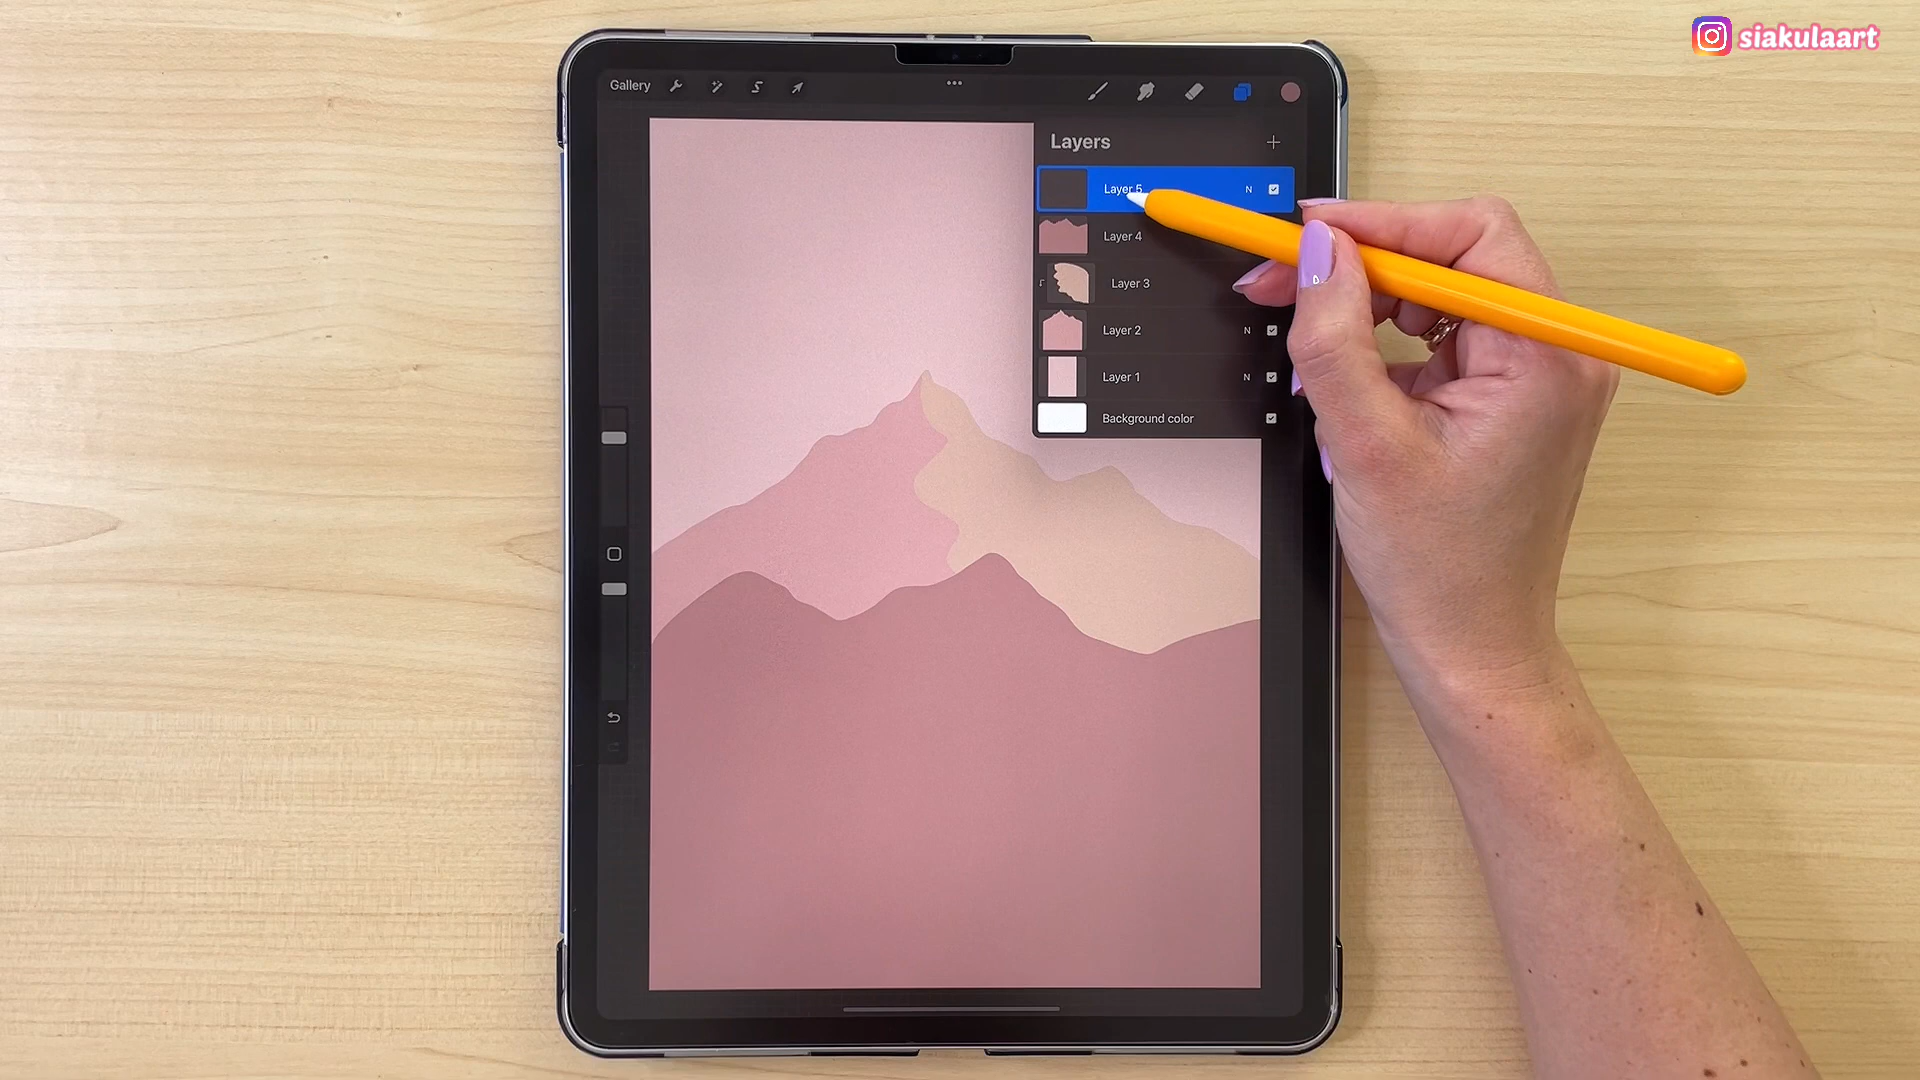 siakulaart
Gallery
Layers
Layer 5 N
Layer 4
Layer 3
Layer 2 N
Layer 1 N
Background color